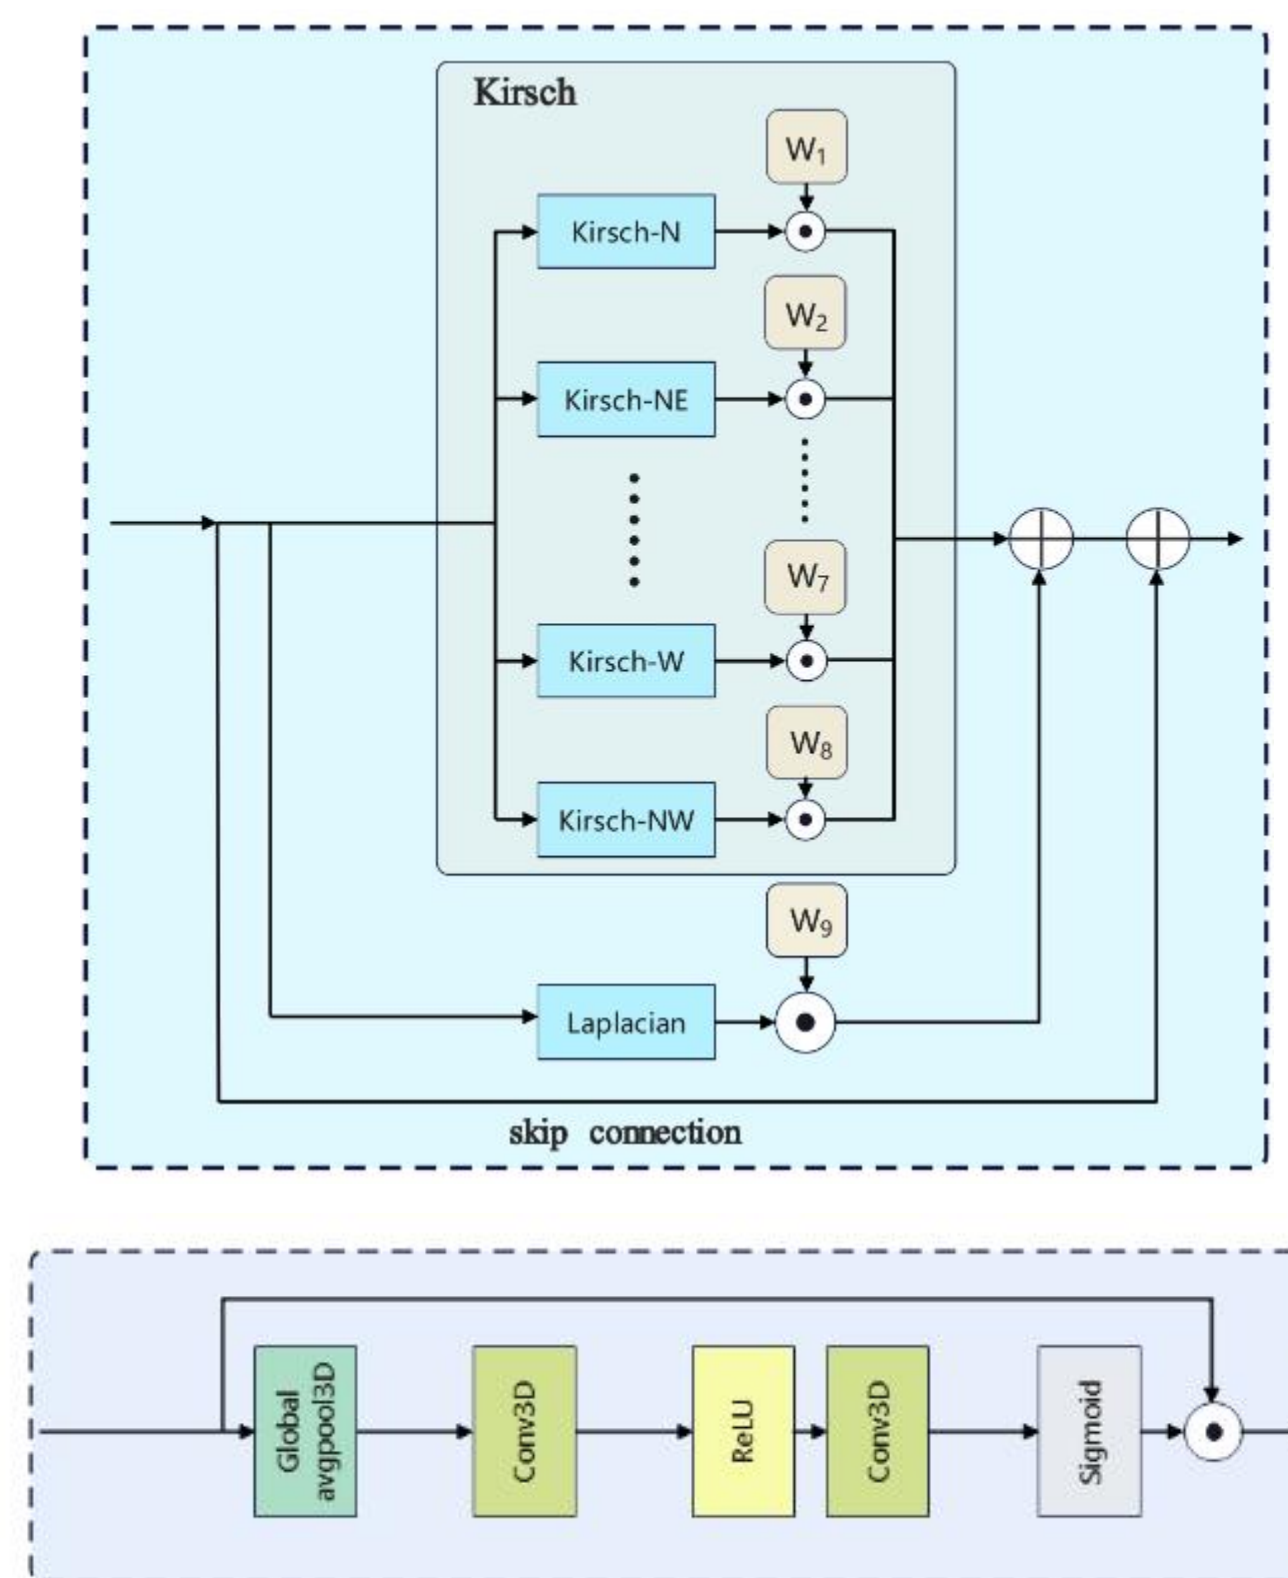 Kirsch
W₁
Kirsch-N
W₂
Kirsch-NE
W₇
Kirsch-W
W₈
Kirsch-NW
W₉
Laplacian
skip connection
Global
avgpool3D
Conv3D
ReLU
Conv3D
Sigmoid